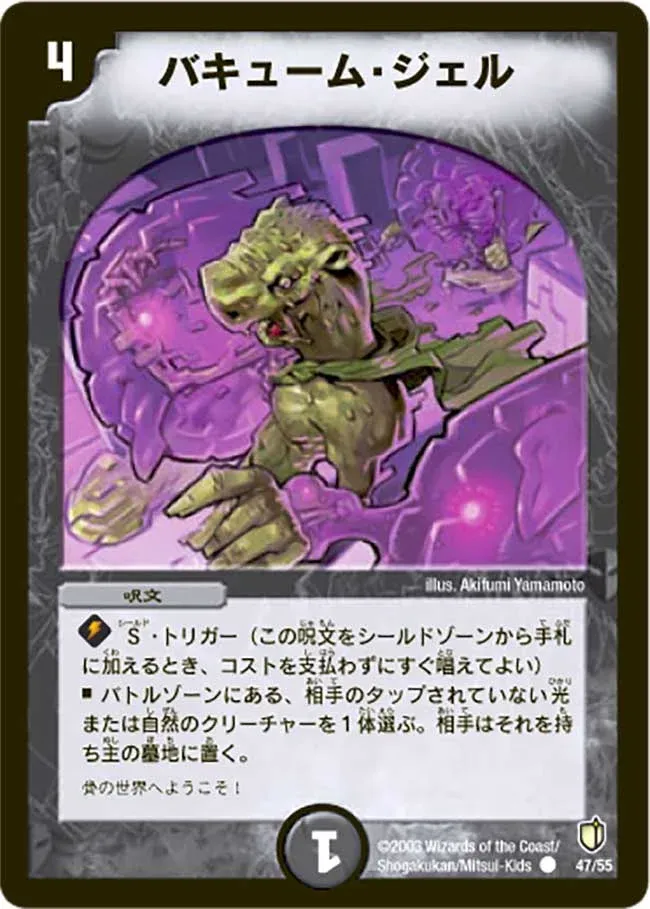 4
バキューム・ジェル
illus. Akifumi Yamamoto
呪文
S・トリガー（この呪文をシールドゾーンから手札
に加えるとき、コストを支払わずにすぐ唱えてよい）
■ バトルゾーンにある、相手のタップされていない光
または自然のクリーチャーを１体選ぶ。相手はそれを持
ち主の墓地に置く。
骨の世界へようこそ！
1
©2003 Wizards of the Coast/
Shogakukan/Mitsui-Kids
47/55